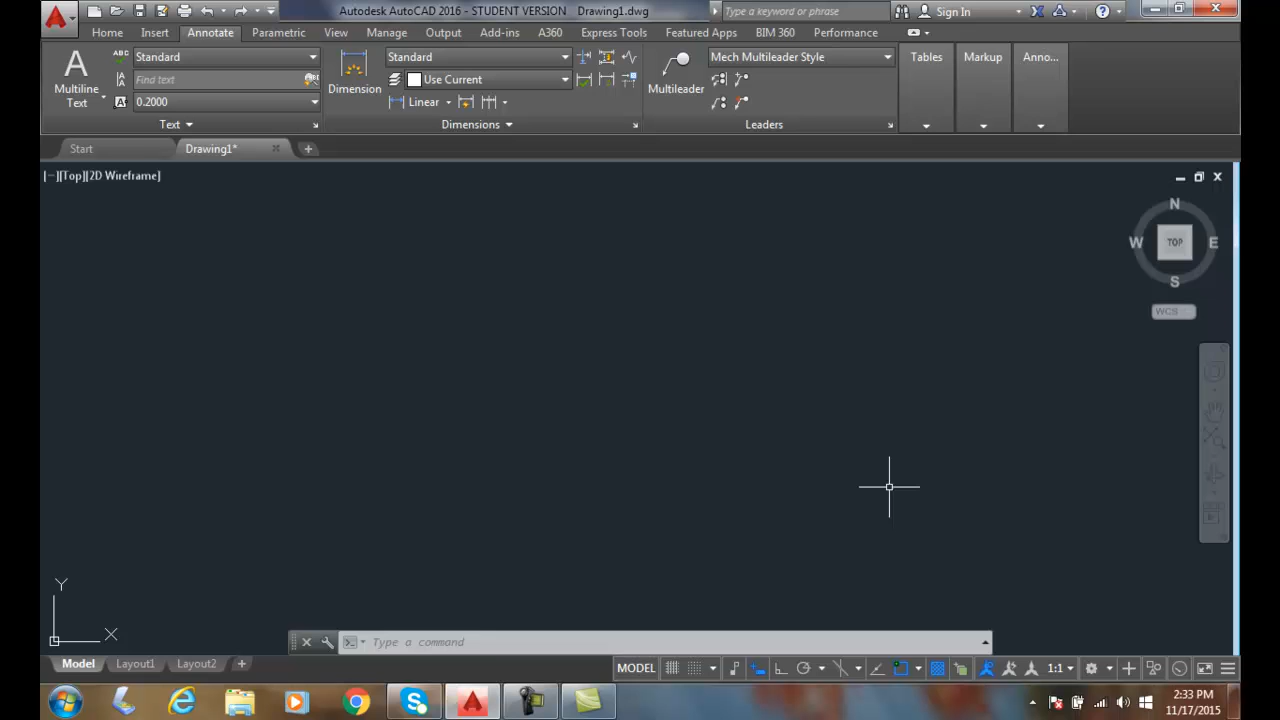 Autodesk AutoCAD 2016 - STUDENT VERSION Drawing1.dwg
Type a keyword or phrase
Sign In
Home Insert Annotate Parametric View Manage Output Add-ins A360 Express Tools Featured Apps BIM 360 Performance
A
Multiline
Text
ABC
Standard
Find text
0.2000
Text
Dimension
Standard
Use Current
Linear
Dimensions
Multileader
Mech Multileader Style
Leaders
Tables
Markup
Anno...
Start
Drawing1*
[−][Top][2D Wireframe]
N
W
TOP
E
S
WCS
Y
X
Type a command
Model Layout1 Layout2
MODEL
1:1
2:33 PM
11/17/2015